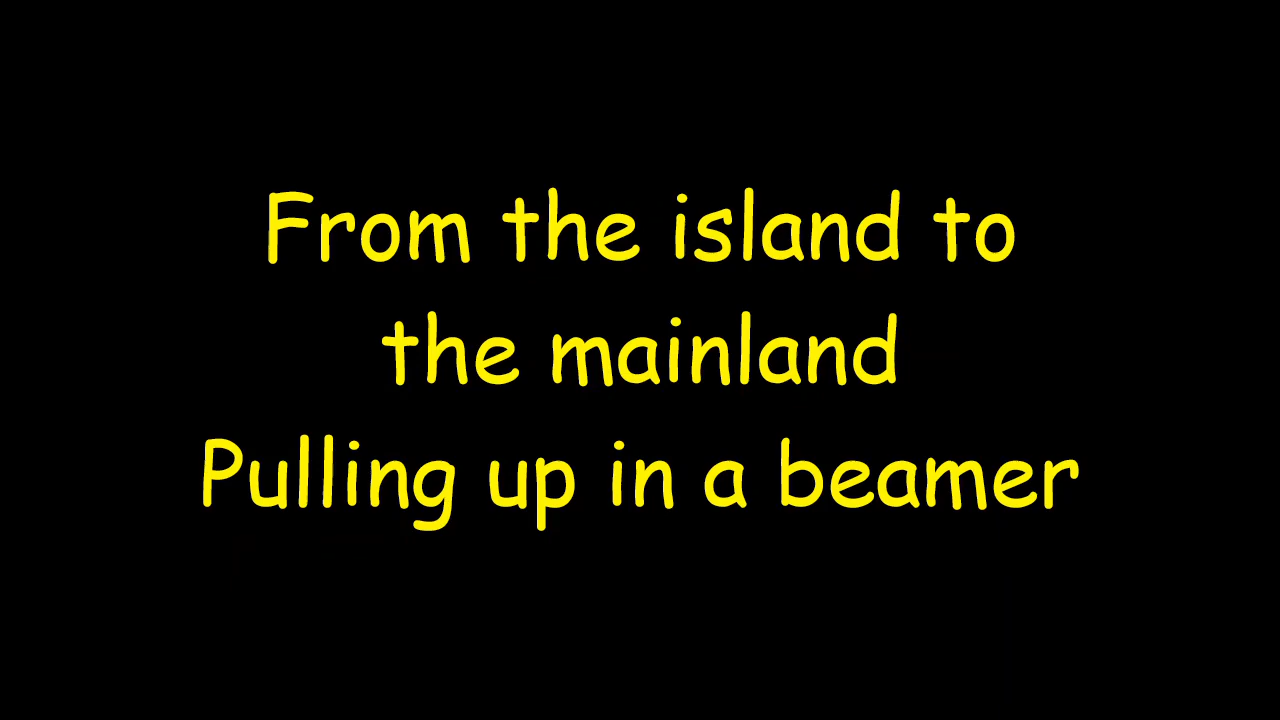 From the island to
the mainland
Pulling up in a beamer